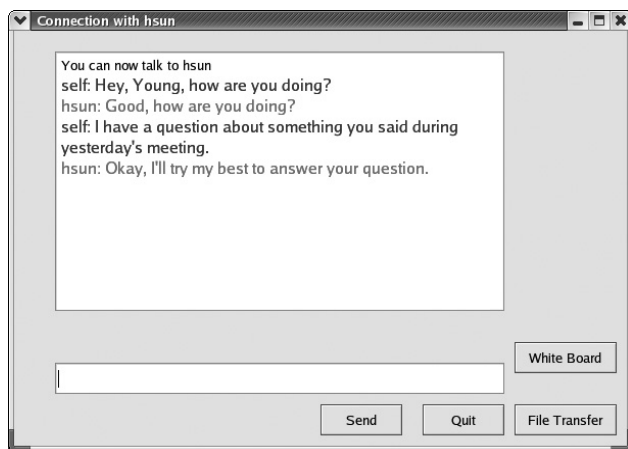 Connection with hsun
You can now talk to hsun
self: Hey, Young, how are you doing?
hsun: Good, how are you doing?
self: I have a question about something you said during
yesterday's meeting.
hsun: Okay, I'll try my best to answer your question.
White Board
Send
Quit
File Transfer